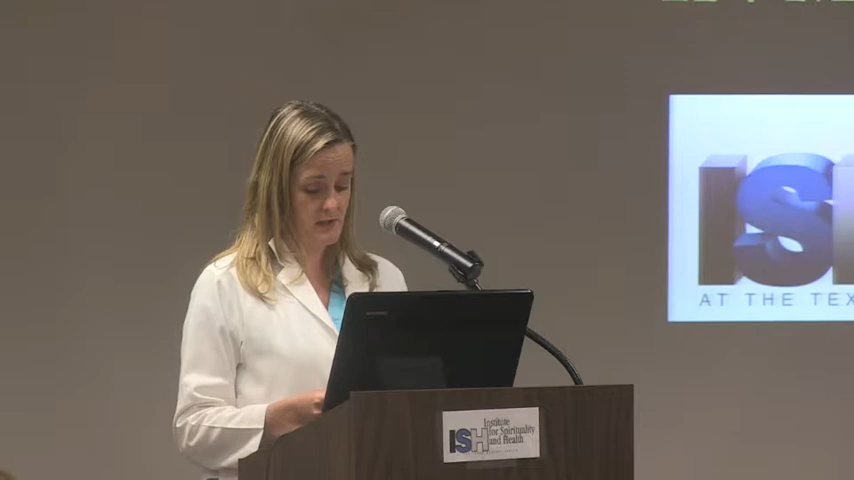 ISH
AT THE TEX
Institute
for Spirituality
and Health
ISH